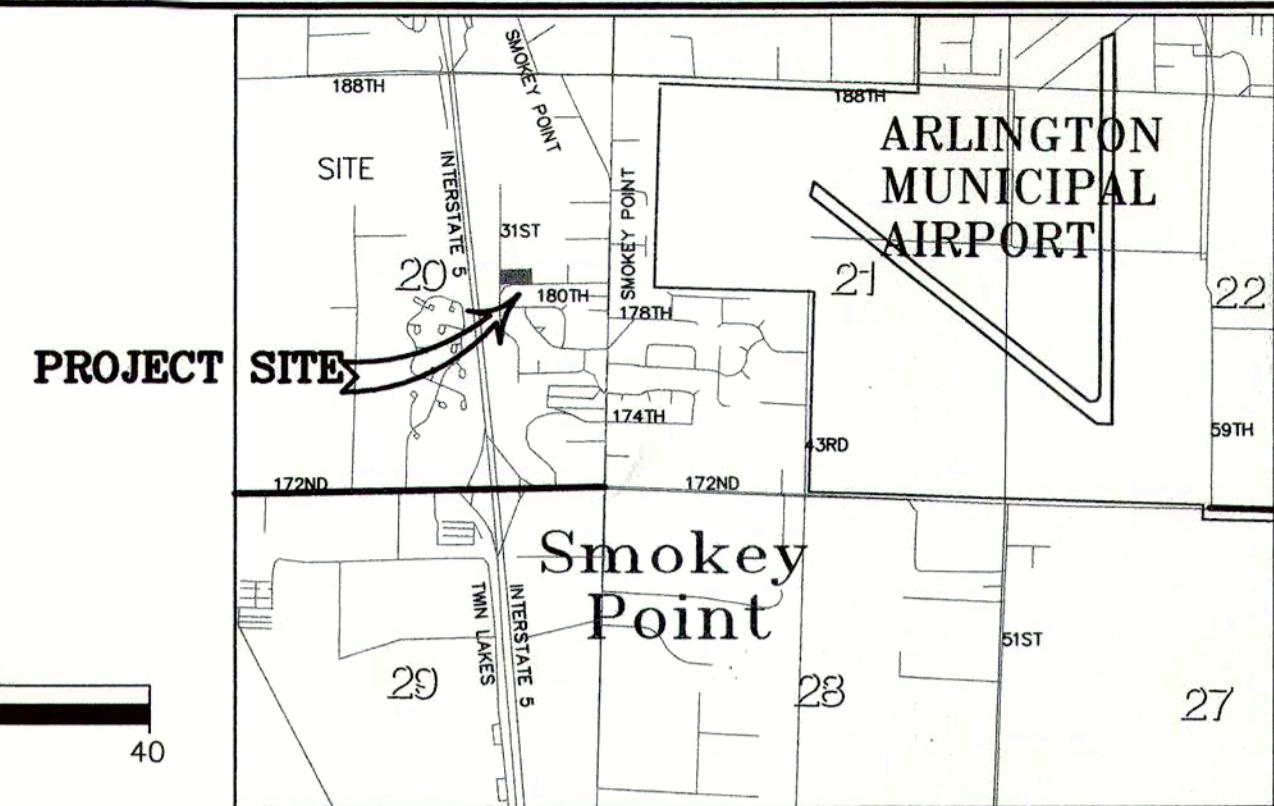 SMOKEY POINT
188TH
188TH
ARLINGTON
MUNICIPAL
AIRPORT
SITE
INTERSTATE 5
SMOKEY POINT
31ST
20
21
22
180TH
178TH
PROJECT SITE
174TH
43RD
59TH
172ND
172ND
Smokey
Point
TWIN LAKES
INTERSTATE 5
51ST
29
28
27
40